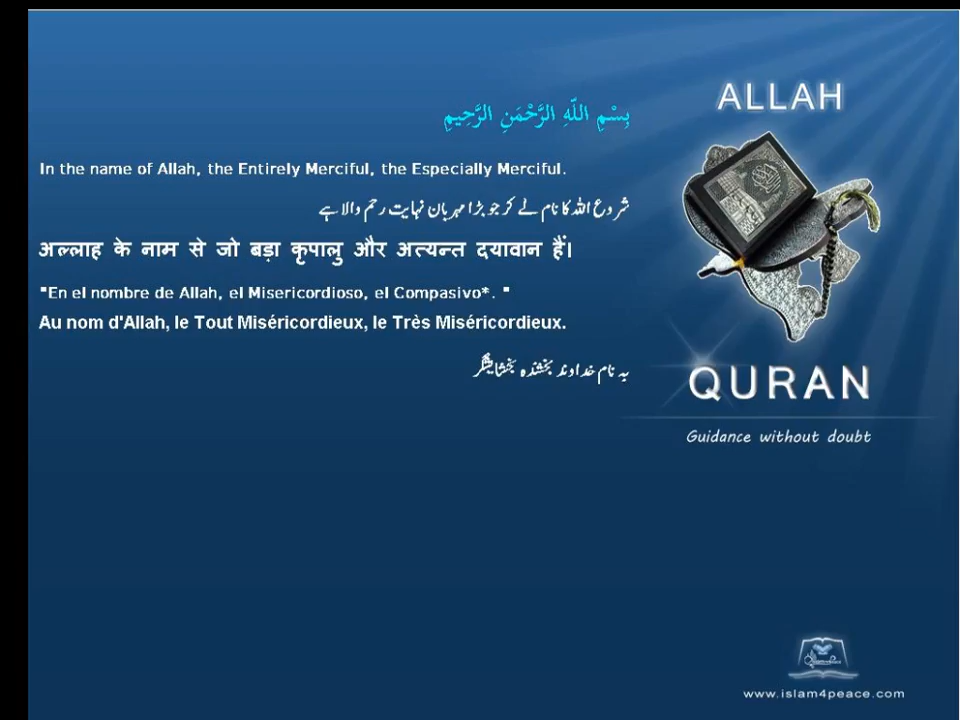 بِسْمِ اللَّهِ الرَّحْمَنِ الرَّحِيمِ
In the name of Allah, the Entirely Merciful, the Especially Merciful.
شروع الله کا نام لے کر جو بڑا مہربان نہایت رحم والا ہے
अल्लाह के नाम से जो बड़ा कृपालु और अत्यन्त दयावान हैं।
"En el nombre de Allah, el Misericordioso, el Compasivo*. "
Au nom d'Allah, le Tout Miséricordieux, le Très Miséricordieux.
به نام خداوند بخشنده بخشایشگر
ALLAH
QURAN
Guidance without doubt
www.islam4peace.com